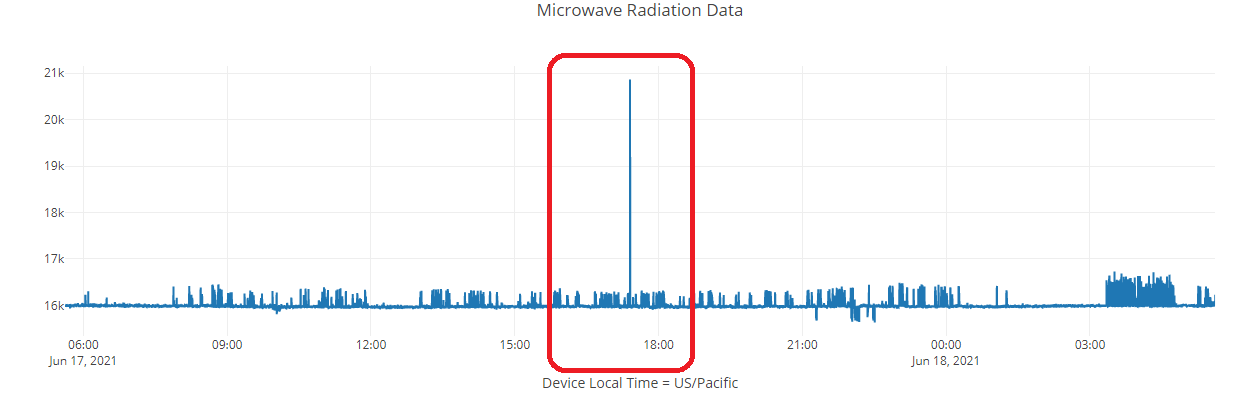 Microwave Radiation Data
21k
20k
19k
18k
17k
16k
06:00 09:00 12:00 15:00 18:00 21:00 00:00 03:00
Jun 17, 2021 Jun 18, 2021
Device Local Time = US/Pacific